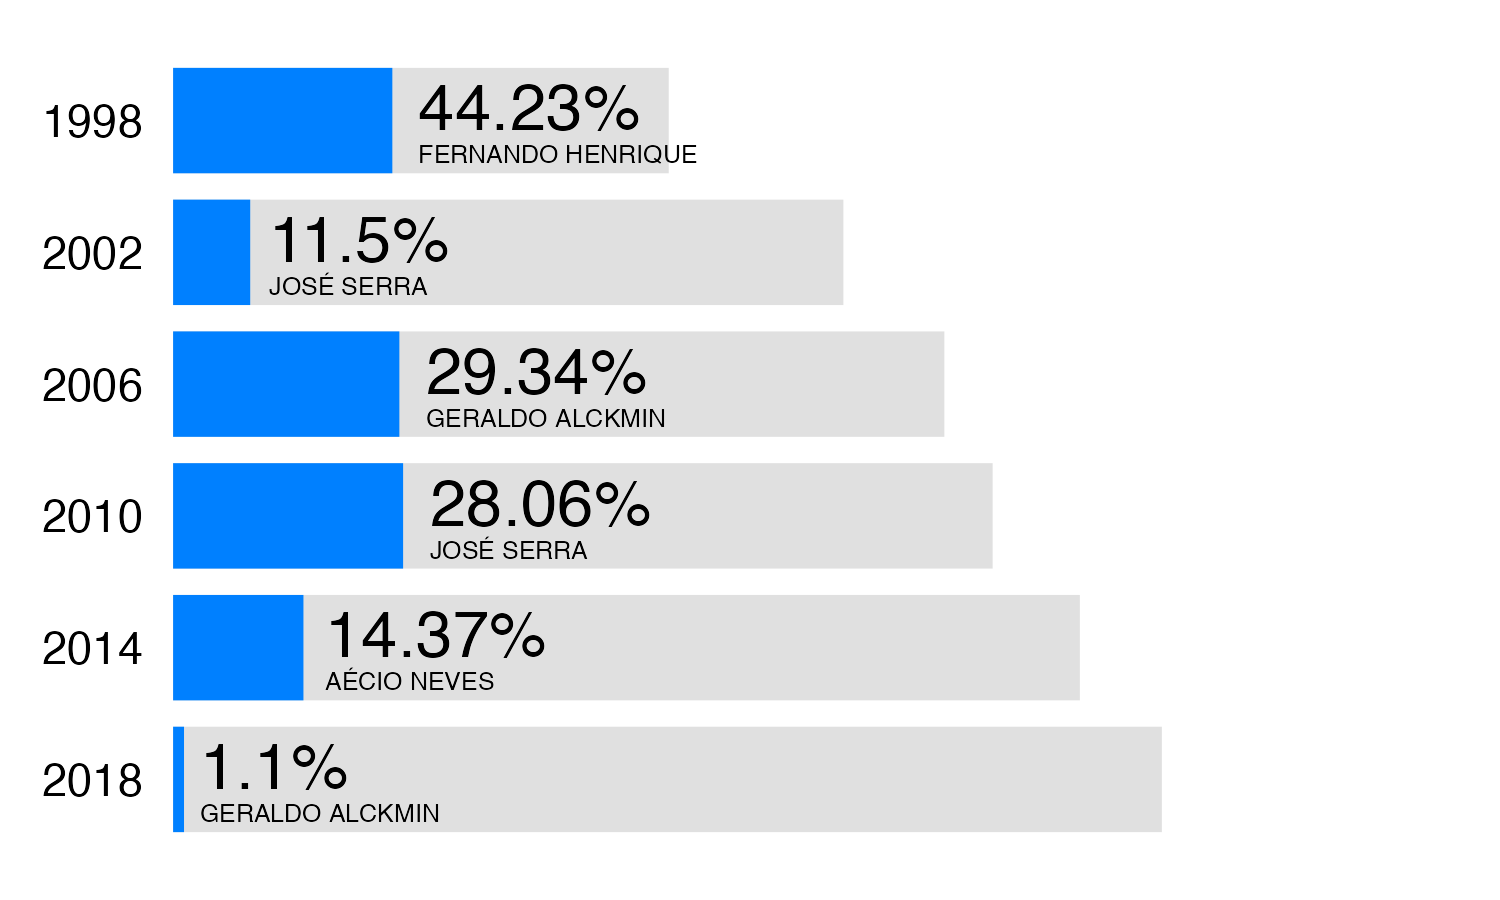 1998
44.23%
FERNANDO HENRIQUE
2002
11.5%
JOSÉ SERRA
2006
29.34%
GERALDO ALCKMIN
2010
28.06%
JOSÉ SERRA
2014
14.37%
AÉCIO NEVES
2018
1.1%
GERALDO ALCKMIN